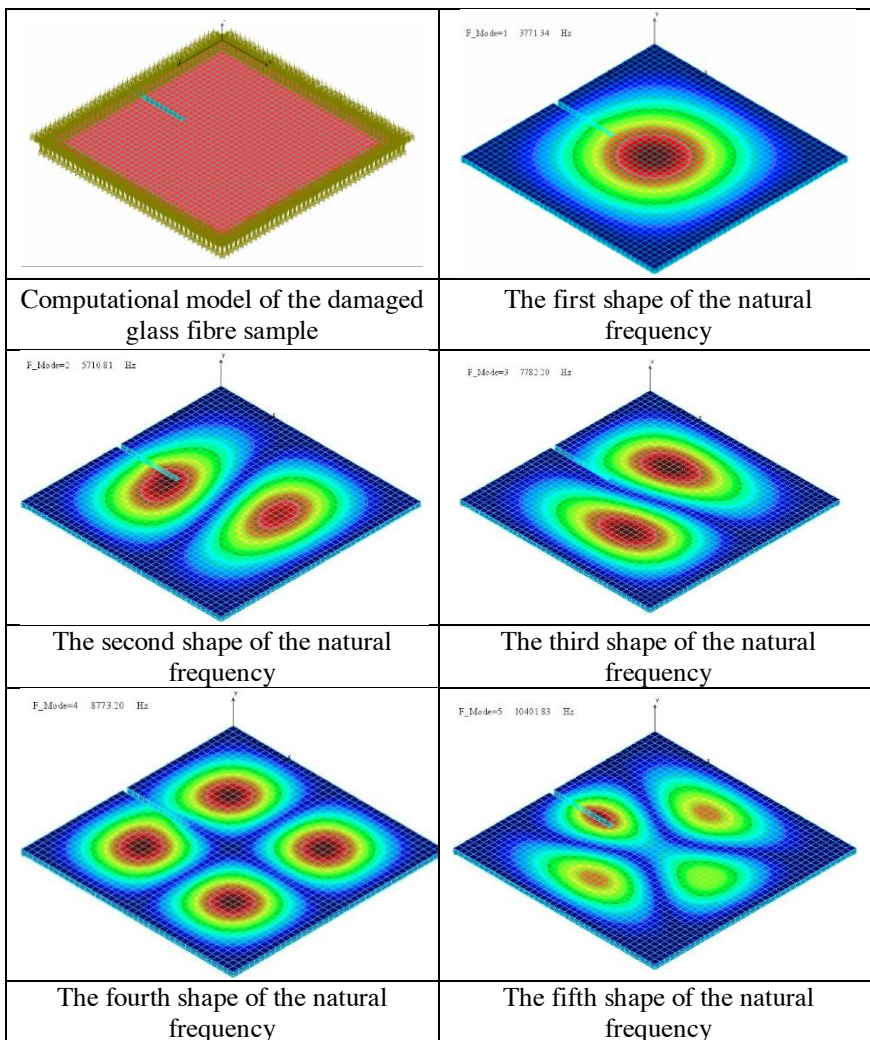 F_Mode=1 3771.34 Hz
Computational model of the damaged
glass fibre sample
The first shape of the natural
frequency
F_Mode=2 5710.81 Hz
y
F_Mode=3 7782.20 Hz
y
The second shape of the natural
frequency
The third shape of the natural
frequency
F_Mode=4 8773.20 Hz
y
F_Mode=5 10401.83 Hz
The fourth shape of the natural
frequency
The fifth shape of the natural
frequency